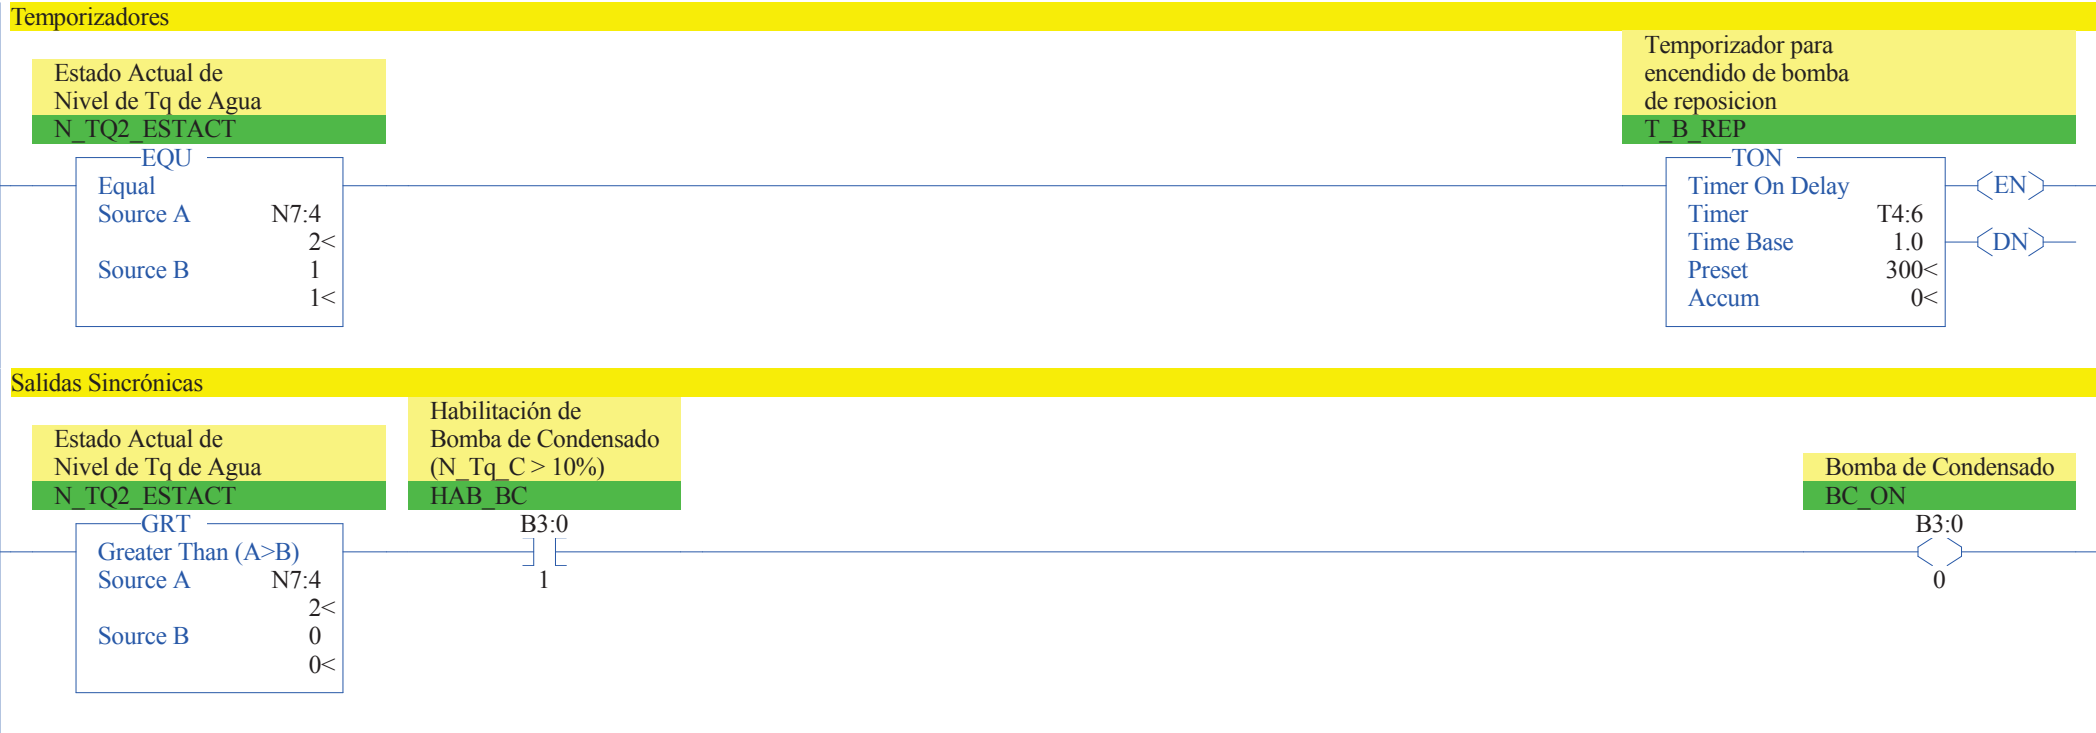 Temporizadores
Estado Actual de
Nivel de Tq de Agua
N_TQ2_ESTACT
EQU
Equal
Source A N7:4
2<
Source B 1
1<
Temporizador para
encendido de bomba
de reposicion
T_B_REP
TON
Timer On Delay
Timer T4:6
Time Base 1.0
Preset 300<
Accum 0<
EN
DN
Salidas Sincrónicas
Estado Actual de
Nivel de Tq de Agua
N_TQ2_ESTACT
GRT
Greater Than (A>B)
Source A N7:4
2<
Source B 0
0<
Habilitación de
Bomba de Condensado
(N_Tq_C > 10%)
HAB_BC
B3:0
1
Bomba de Condensado
BC_ON
B3:0
0